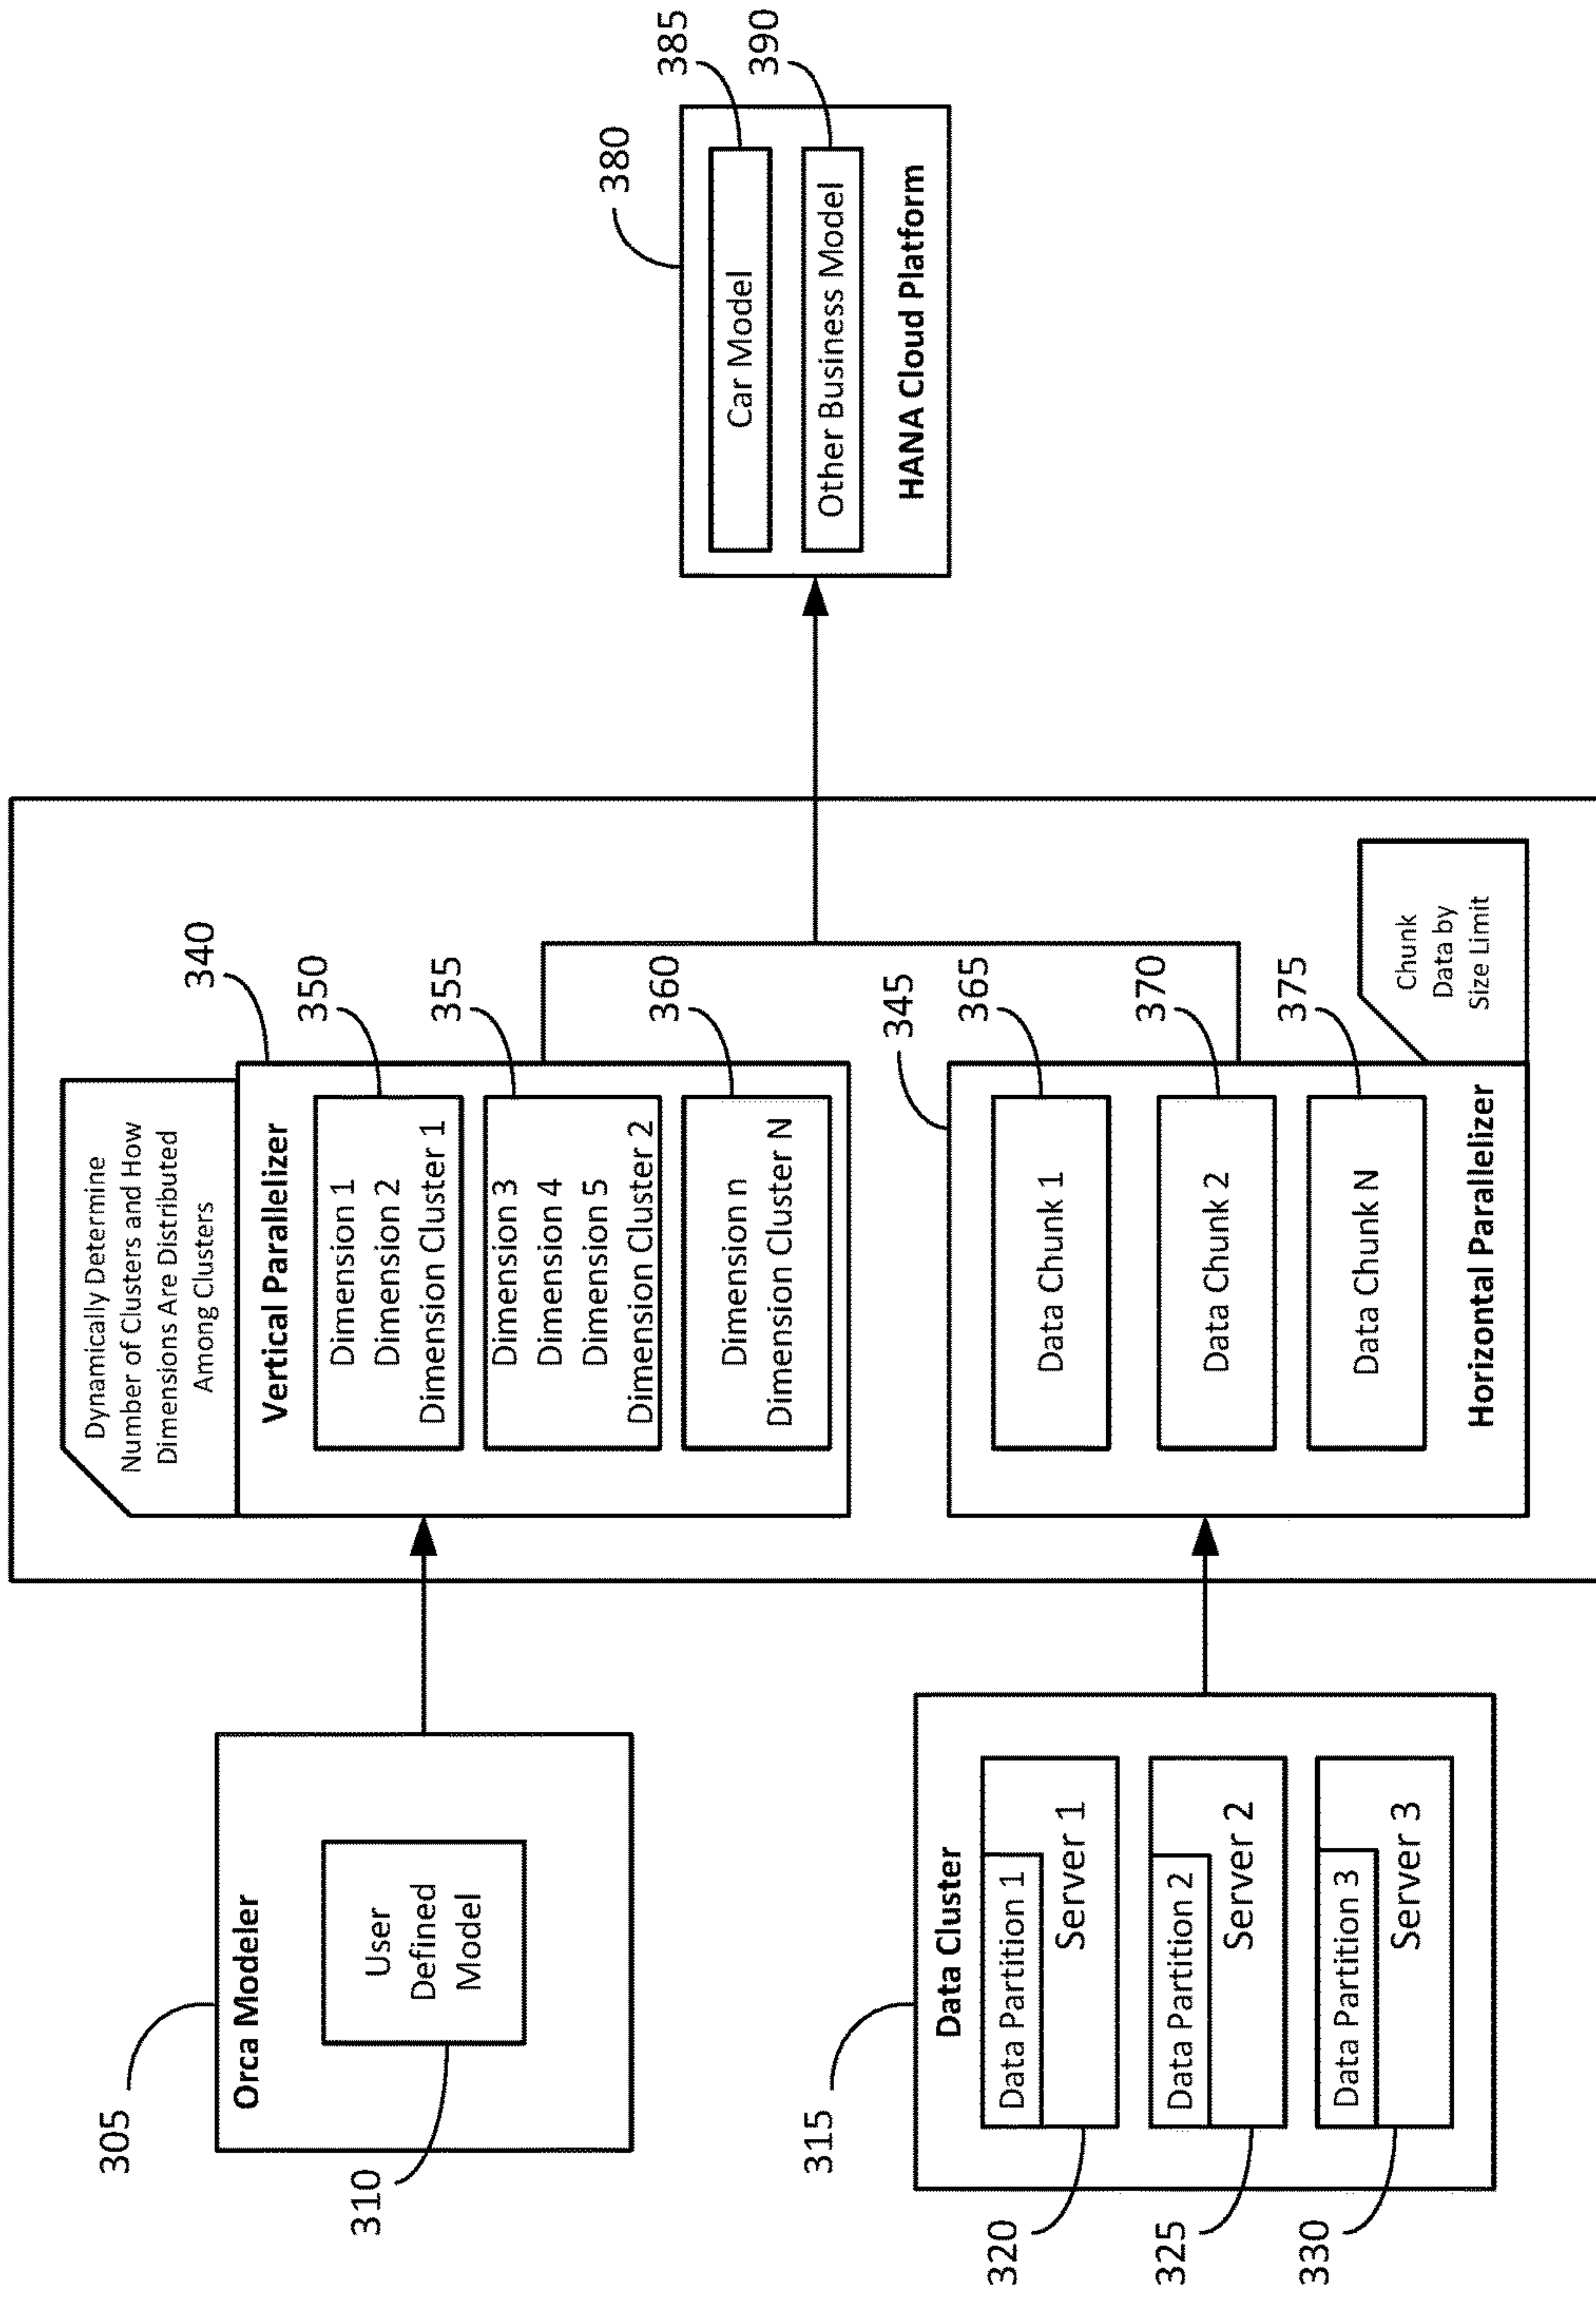 305
Orca Modeler
User
Defined
Model
310
315
Data Cluster
Data Partition 1
Server 1
320
Data Partition 2
Server 2
325
Data Partition 3
Server 3
330
Dynamically Determine
Number of Clusters and How
Dimensions Are Distributed
Among Clusters
340
Vertical Parallelizer
350
Dimension 1
Dimension 2
Dimension Cluster 1
355
Dimension 3
Dimension 4
Dimension 5
Dimension Cluster 2
360
Dimension n
Dimension Cluster N
345
365
Data Chunk 1
370
Data Chunk 2
375
Data Chunk N
Horizontal Parallelizer
Chunk
Data by
Size Limit
380
385
Car Model
390
Other Business Model
HANA Cloud Platform